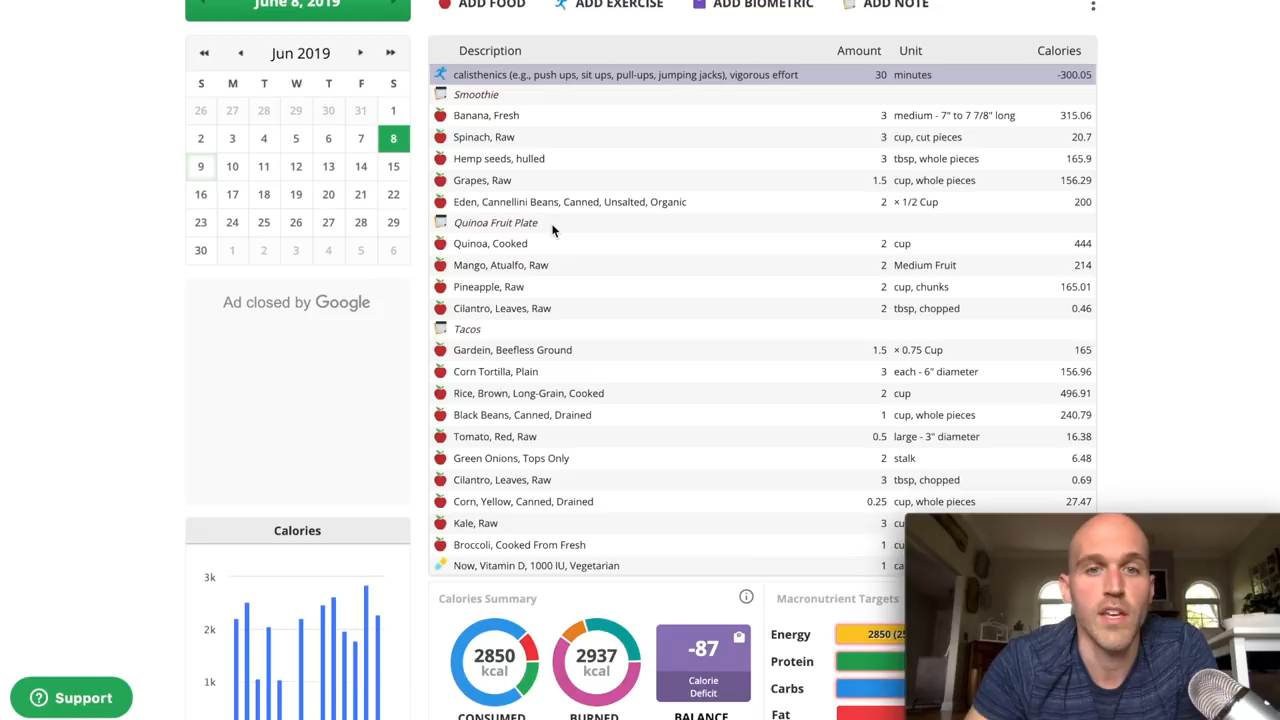 June 8, 2019
ADD FOOD ADD EXERCISE ADD BIOMETRIC ADD NOTE
Jun 2019
S M T W T F S
26 27 28 29 30 31 1
2 3 4 5 6 7 8
9 10 11 12 13 14 15
16 17 18 19 20 21 22
23 24 25 26 27 28 29
30 1 2 3 4 5 6
Ad closed by Google
Calories
3k
2k
1k
Support
Description Amount Unit Calories
calisthenics (e.g., push ups, sit ups, pull-ups, jumping jacks), vigorous effort 30 minutes -300.05
Smoothie
Banana, Fresh 3 medium - 7" to 7 7/8" long 315.06
Spinach, Raw 3 cup, cut pieces 20.7
Hemp seeds, hulled 3 tbsp, whole pieces 165.9
Grapes, Raw 1.5 cup, whole pieces 156.29
Eden, Cannellini Beans, Canned, Unsalted, Organic 2 × 1/2 Cup 200
Quinoa Fruit Plate
Quinoa, Cooked 2 cup 444
Mango, Atualfo, Raw 2 Medium Fruit 214
Pineapple, Raw 2 cup, chunks 165.01
Cilantro, Leaves, Raw 2 tbsp, chopped 0.46
Tacos
Gardein, Beefless Ground 1.5 × 0.75 Cup 165
Corn Tortilla, Plain 3 each - 6" diameter 156.96
Rice, Brown, Long-Grain, Cooked 2 cup 496.91
Black Beans, Canned, Drained 1 cup, whole pieces 240.79
Tomato, Red, Raw 0.5 large - 3" diameter 16.38
Green Onions, Tops Only 2 stalk 6.48
Cilantro, Leaves, Raw 3 tbsp, chopped 0.69
Corn, Yellow, Canned, Drained 0.25 cup, whole pieces 27.47
Kale, Raw 3 cu
Broccoli, Cooked From Fresh 1 cu
Now, Vitamin D, 1000 IU, Vegetarian 1 ca
Calories Summary
2850 kcal
CONSUMED
2937 kcal
BURNED
-87
Calorie Deficit
BALANCE
Macronutrient Targets
Energy 2850 (25
Protein
Carbs
Fat